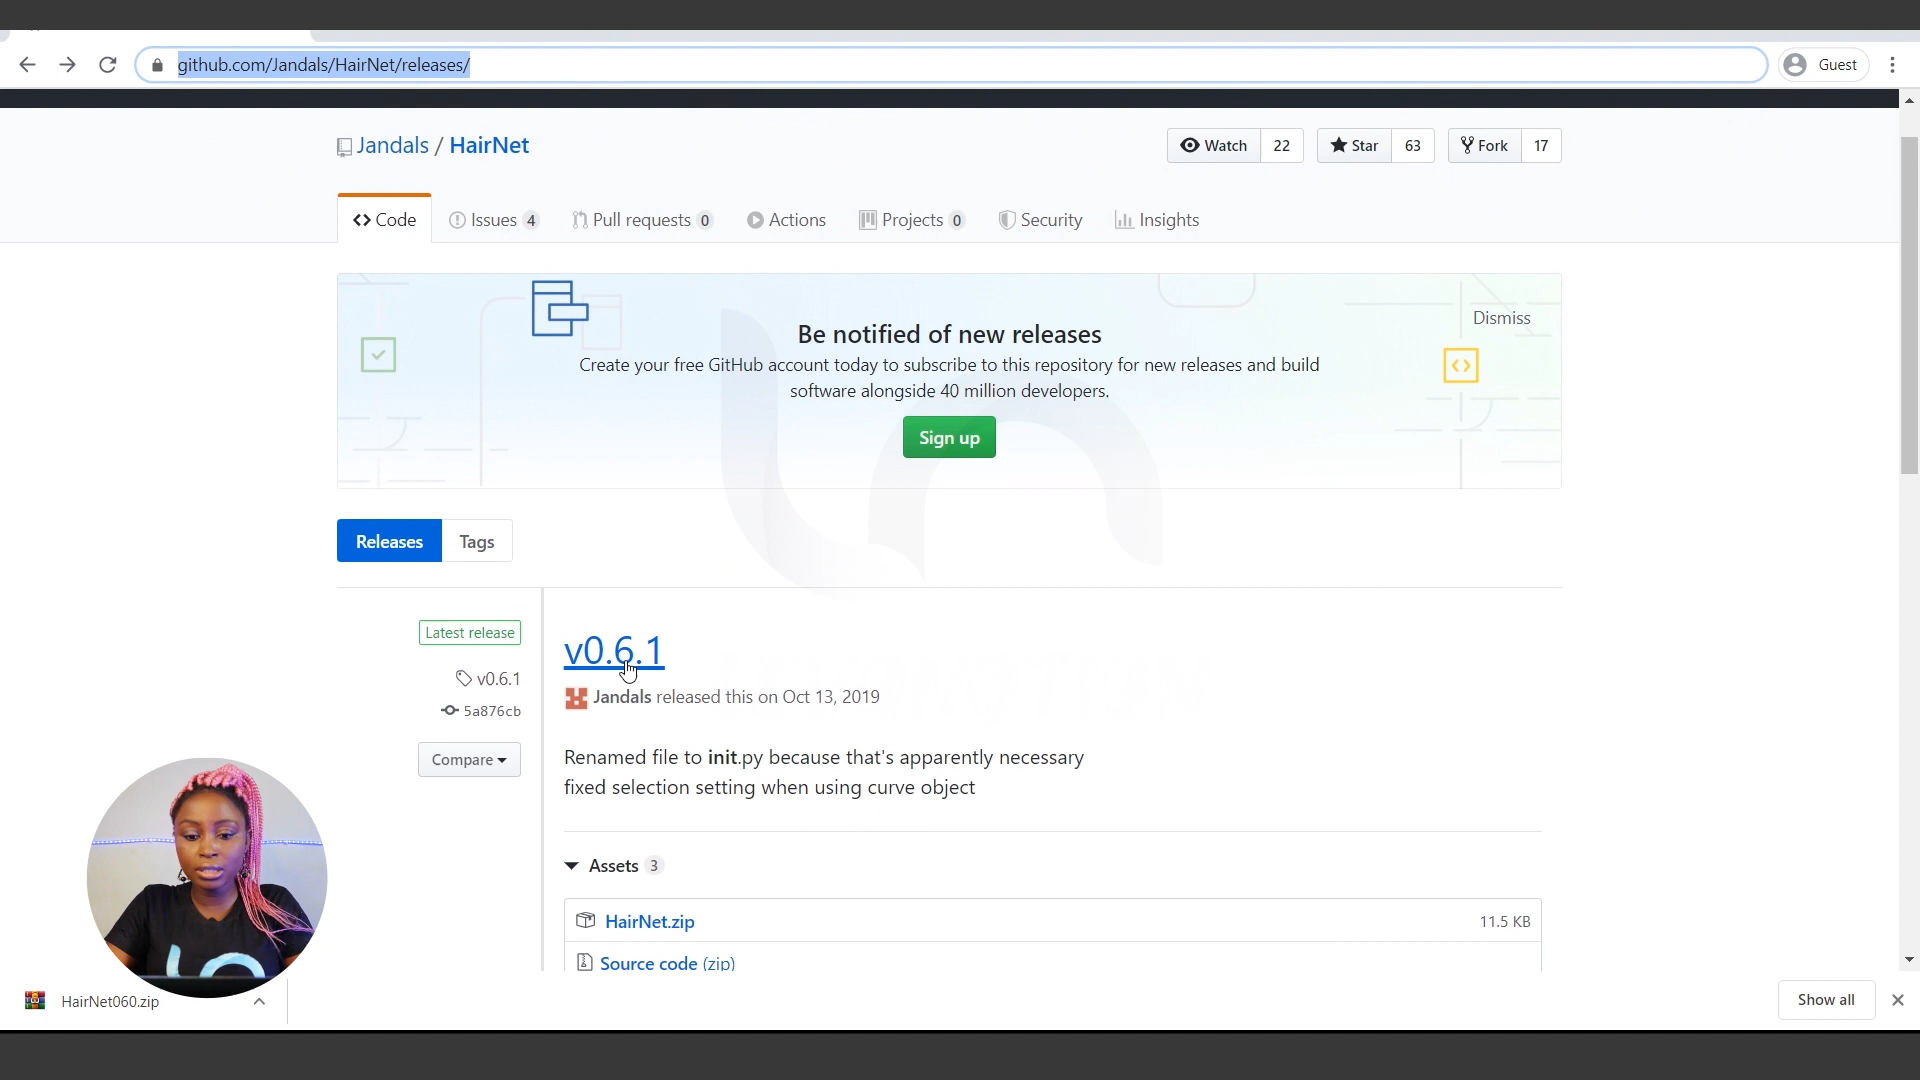 github.com/Jandals/HairNet/releases/
Guest
Jandals / HairNet
Watch 22
Star 63
Fork 17
Code
Issues 4
Pull requests 0
Actions
Projects 0
Security
Insights
Be notified of new releases
Dismiss
Create your free GitHub account today to subscribe to this repository for new releases and build
software alongside 40 million developers.
Sign up
Releases
Tags
Latest release
v0.6.1
5a876cb
Compare
v0.6.1
Jandals released this on Oct 13, 2019
Renamed file to init.py because that's apparently necessary
fixed selection setting when using curve object
Assets 3
HairNet.zip 11.5 KB
Source code (zip)
HairNet060.zip
Show all